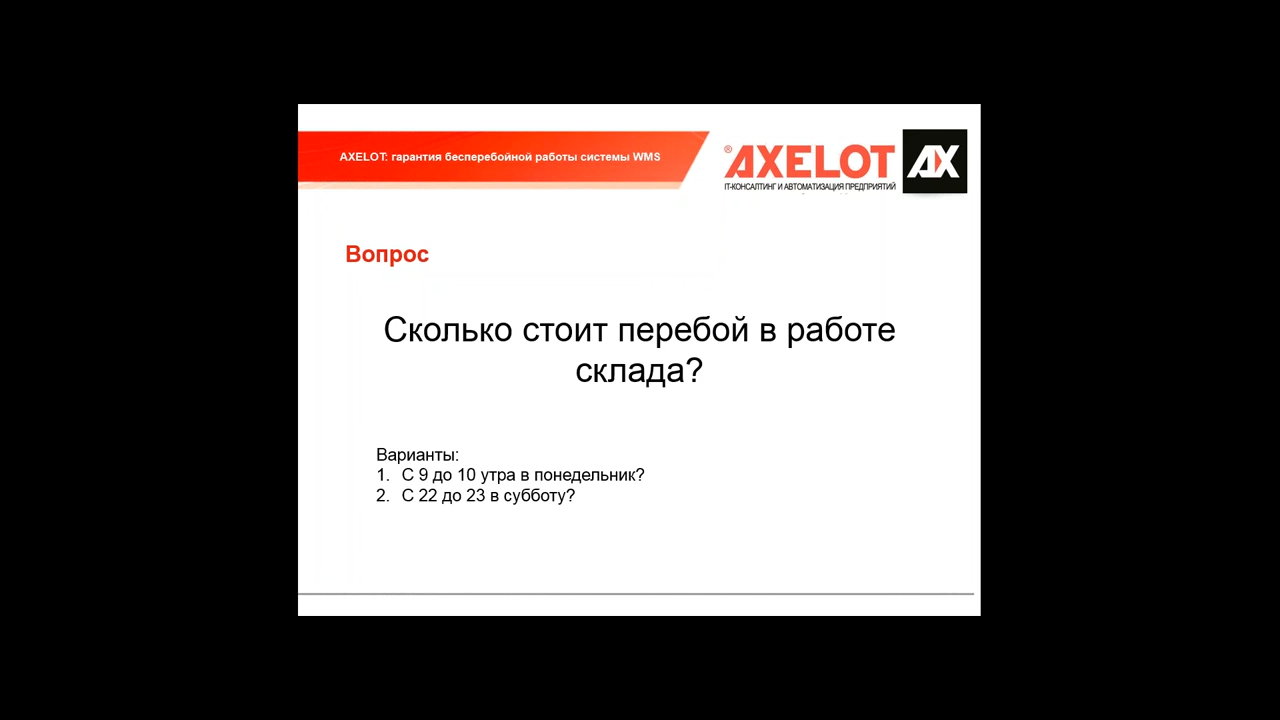 AXELOT: гарантия бесперебойной работы системы WMS
® AXELOT AX
IT-КОНСАЛТИНГ И АВТОМАТИЗАЦИЯ ПРЕДПРИЯТИЙ
Вопрос
Сколько стоит перебой в работе
склада?
Варианты:
1. С 9 до 10 утра в понедельник?
2. С 22 до 23 в субботу?